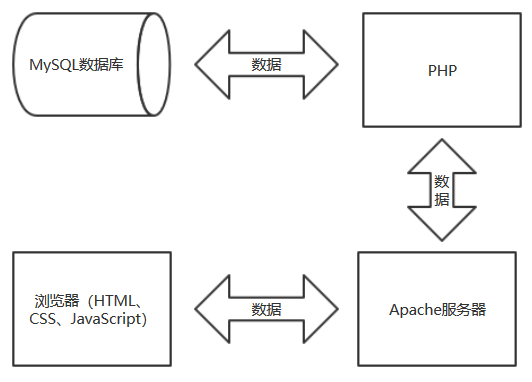 MySQL数据库
数据
PHP
数
据
浏览器（HTML、
CSS、JavaScript)
数据
Apache服务器